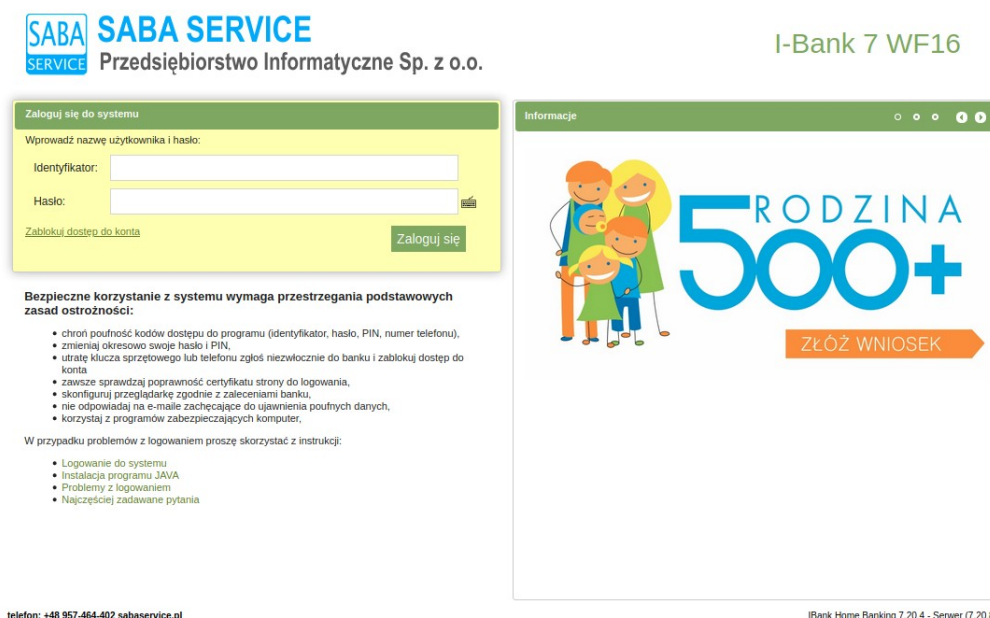 SABA
SERVICE
SABA SERVICE
Przedsiębiorstwo Informatyczne Sp. z o.o.
I-Bank 7 WF16
Zaloguj się do systemu
Wprowadź nazwę użytkownika i hasło:
Identyfikator:
Hasło:
Zablokuj dostęp do konta
Zaloguj się
Bezpieczne korzystanie z systemu wymaga przestrzegania podstawowych
zasad ostrożności:
chroń poufność kodów dostępu do programu (identyfikator, hasło, PIN, numer telefonu),
zmieniaj okresowo swoje hasło i PIN,
utratę klucza sprzętowego lub telefonu zgłoś niezwłocznie do banku i zablokuj dostęp do
konta
zawsze sprawdzaj poprawność certyfikatu strony do logowania,
skonfiguruj przeglądarkę zgodnie z zaleceniami banku,
nie odpowiadaj na e-maile zachęcające do ujawnienia poufnych danych,
korzystaj z programów zabezpieczających komputer,
W przypadku problemów z logowaniem proszę skorzystać z instrukcji:
Logowanie do systemu
Instalacja programu JAVA
Problemy z logowaniem
Najczęściej zadawane pytania
Informacje
RODZINA
500+
ZŁÓŻ WNIOSEK
telefon: +48 957-464-402 sabaservice.pl
IBank Home Banking 7.20.4 - Serwer (7.20.8